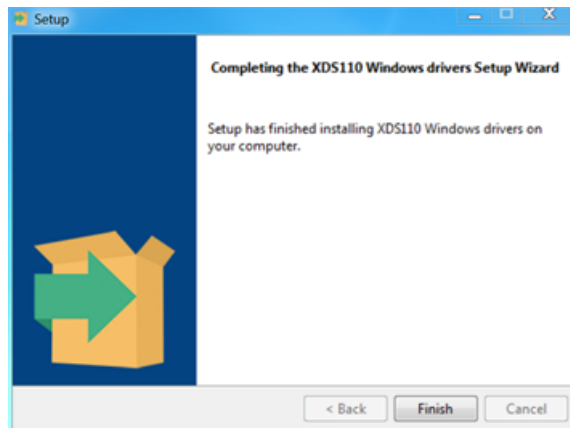 Setup
Completing the XDS110 Windows drivers Setup Wizard
Setup has finished installing XDS110 Windows drivers on
your computer.
< Back
Finish
Cancel